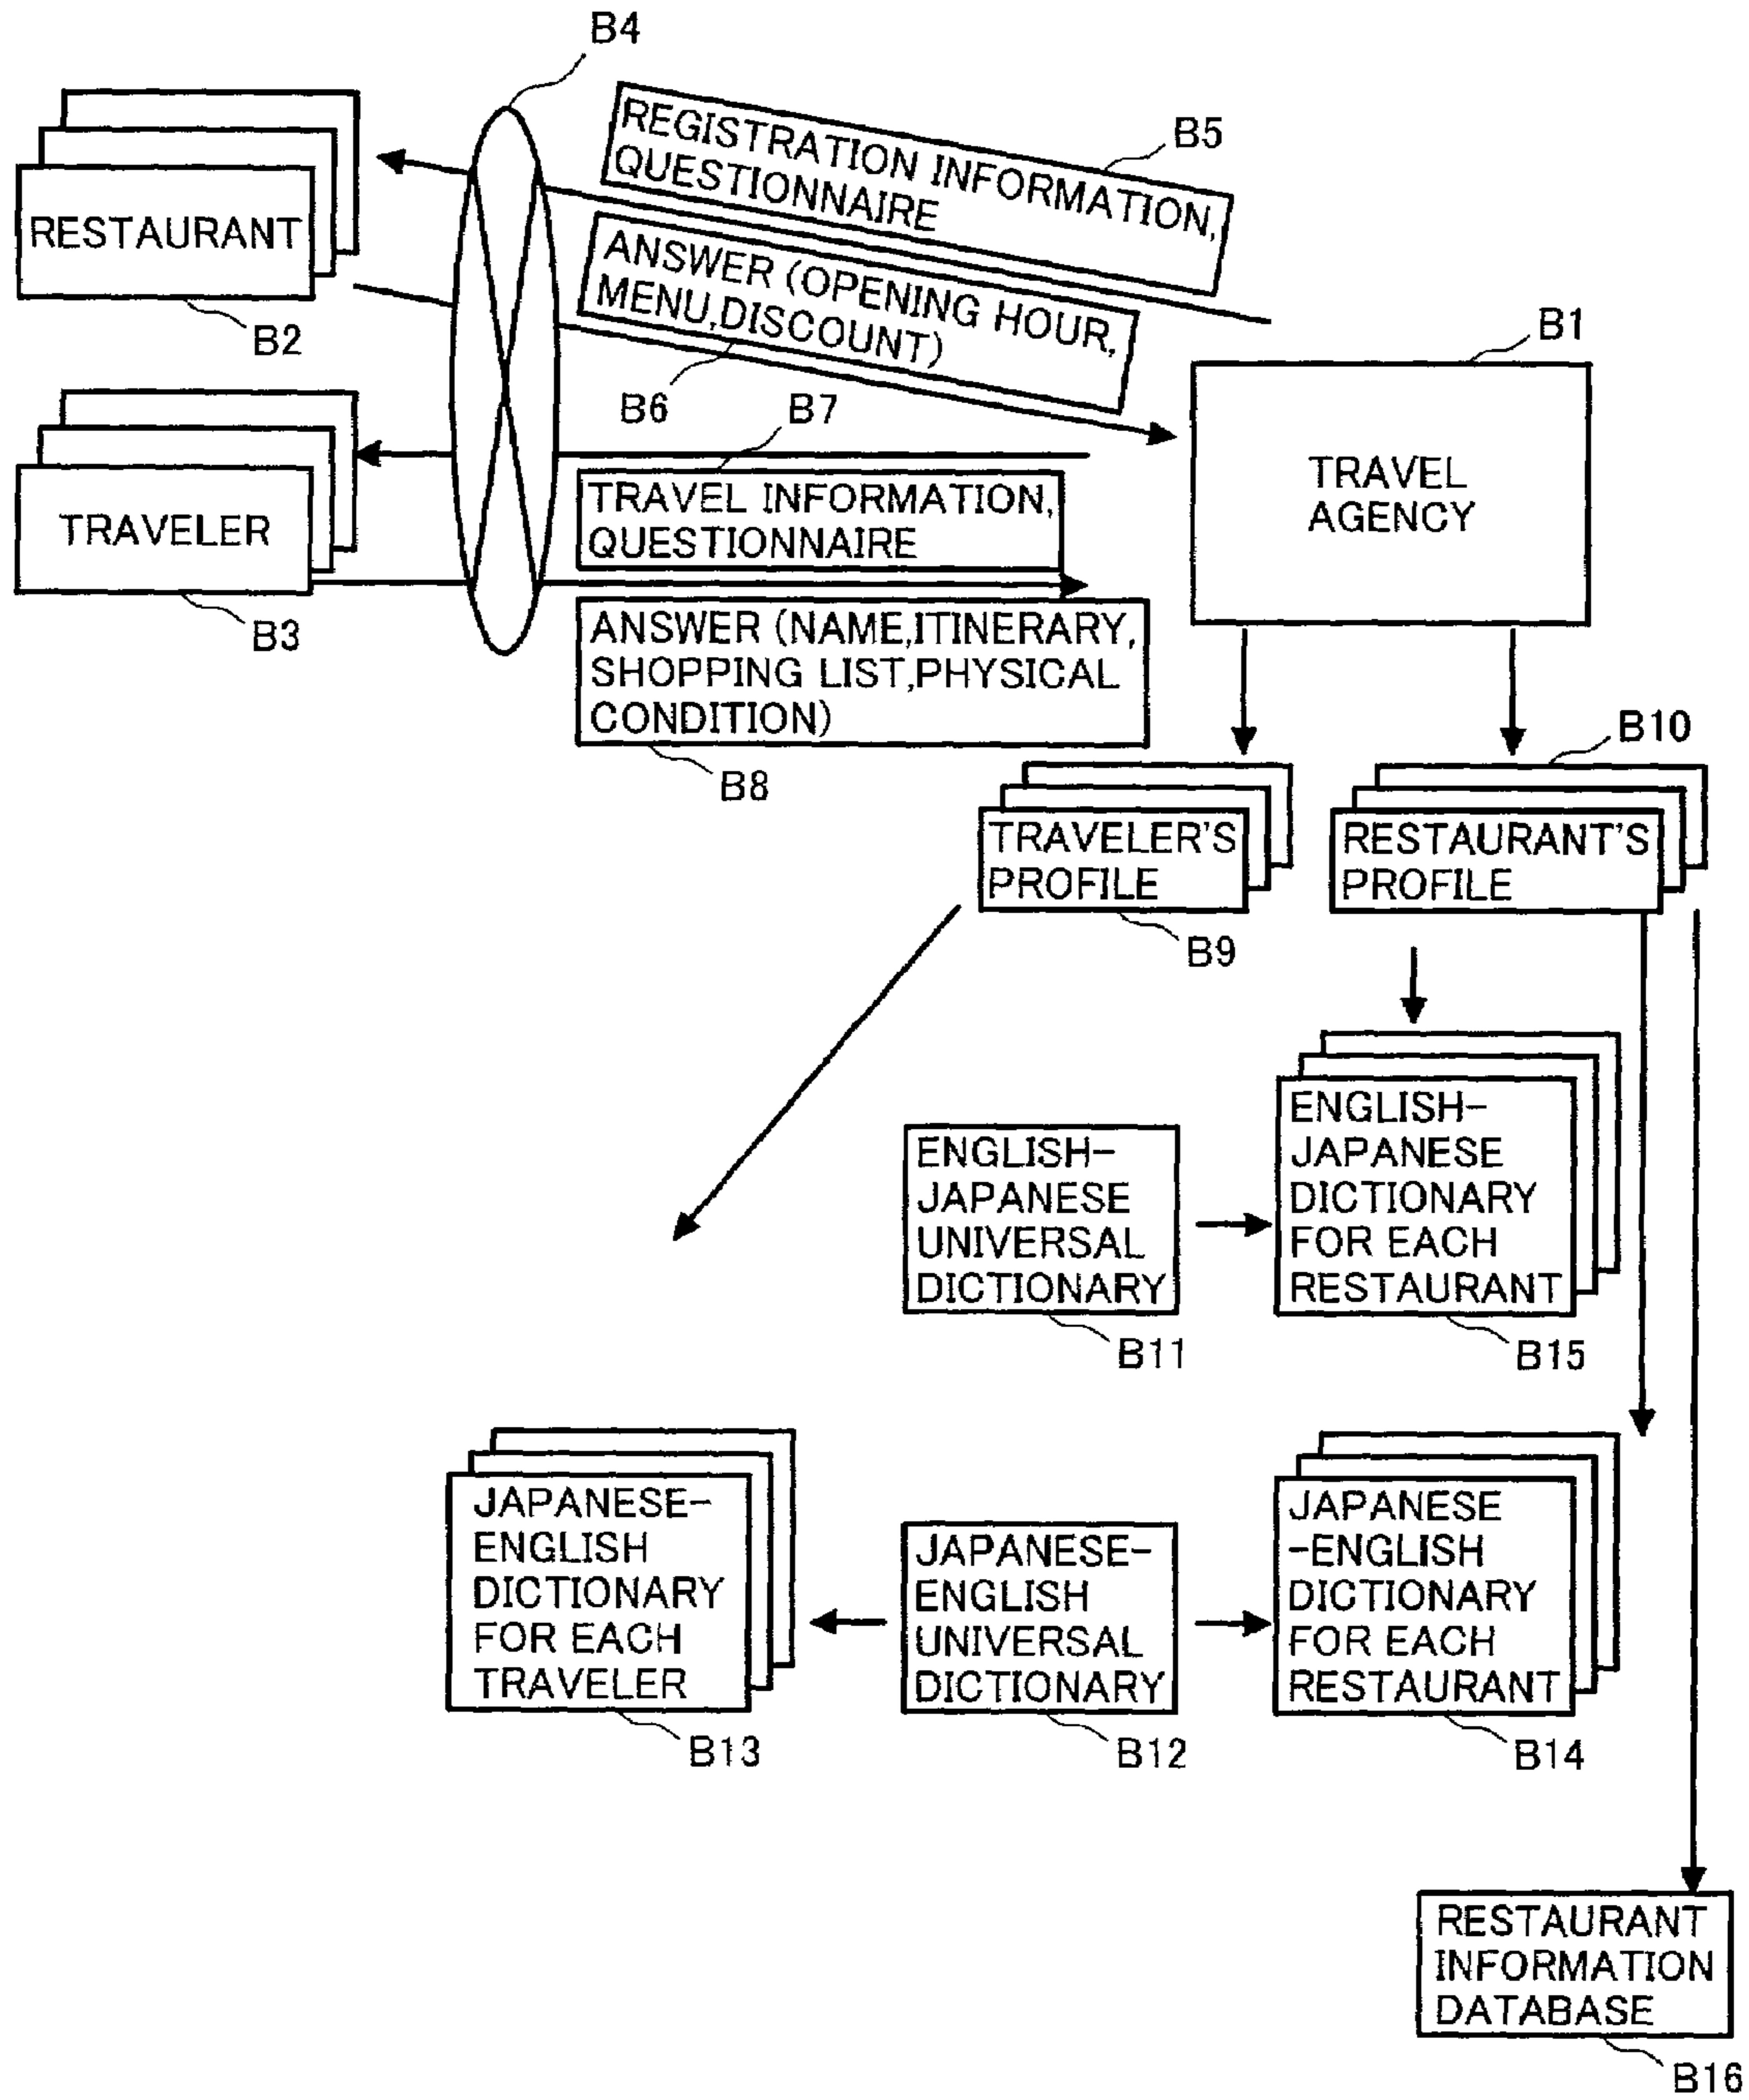 B4
REGISTRATION INFORMATION,
QUESTIONNAIRE
B5
RESTAURANT
B2
ANSWER (OPENING HOUR,
MENU,DISCOUNT)
B6
B1
TRAVEL
AGENCY
B7
TRAVEL INFORMATION,
QUESTIONNAIRE
TRAVELER
B3
ANSWER (NAME,ITINERARY,
SHOPPING LIST,PHYSICAL
CONDITION)
B8
B10
TRAVELER'S
PROFILE
B9
RESTAURANT'S
PROFILE
ENGLISH-
JAPANESE
UNIVERSAL
DICTIONARY
B11
ENGLISH-
JAPANESE
DICTIONARY
FOR EACH
RESTAURANT
B15
JAPANESE-
ENGLISH
DICTIONARY
FOR EACH
TRAVELER
B13
JAPANESE-
ENGLISH
UNIVERSAL
DICTIONARY
B12
JAPANESE
-ENGLISH
DICTIONARY
FOR EACH
RESTAURANT
B14
RESTAURANT
INFORMATION
DATABASE
B16